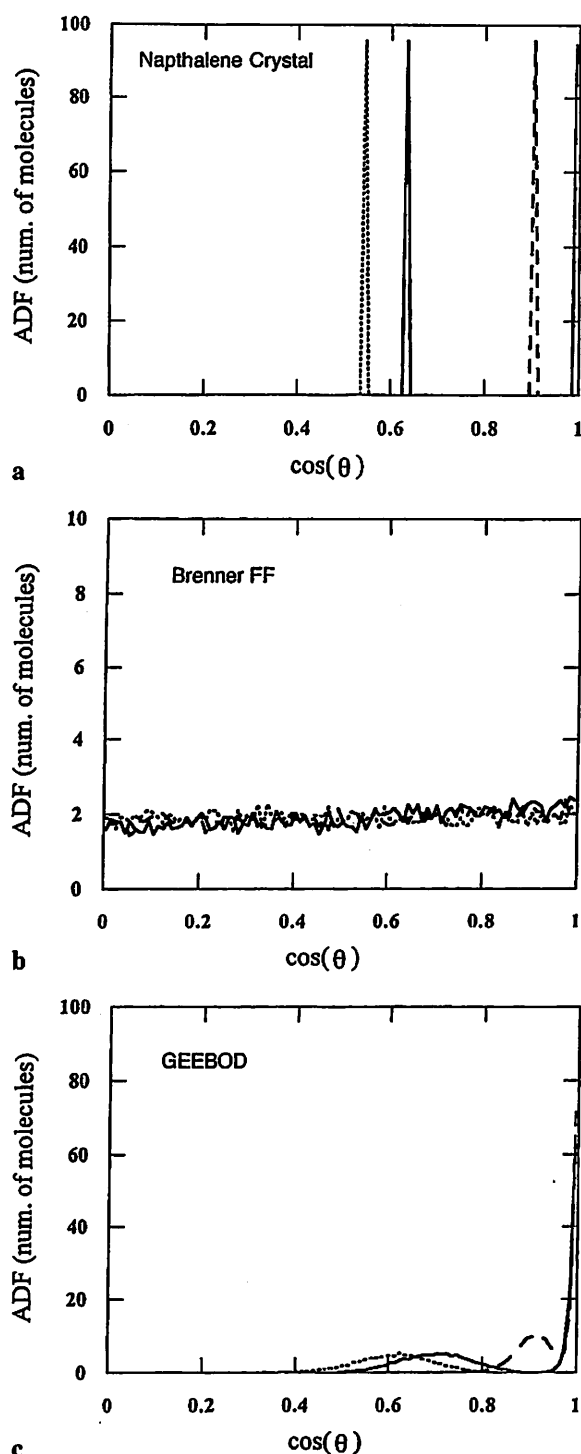 100
Napthalene Crystal
80
60
40
20
0
ADF (num. of molecules)
0 0.2 0.4 0.6 0.8 1
cos(θ)
a
10
Brenner FF
8
6
4
2
0
ADF (num. of molecules)
0 0.2 0.4 0.6 0.8 1
cos(θ)
b
100
GEEBOD
80
60
40
20
0
ADF (num. of molecules)
0 0.2 0.4 0.6 0.8 1
cos(θ)
c